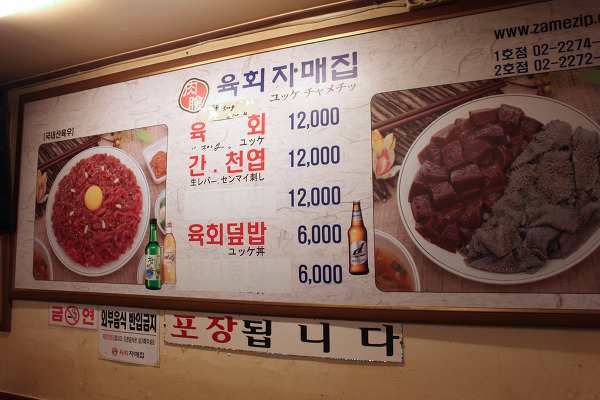 www.zamezip.c
1호점 02-2274-
2호점 02-2272-
肉膾 육회자매집
ユッケ チャメチッ
[국내산육우]
육 회 12,000
ユッケ
200g
간.천엽 12,000
生レバー.センマイ刺し
12,000
육회덮밥 6,000
ユッケ丼
6,000
금연
외부음식 반입금지
육회자매집
포장됩니다